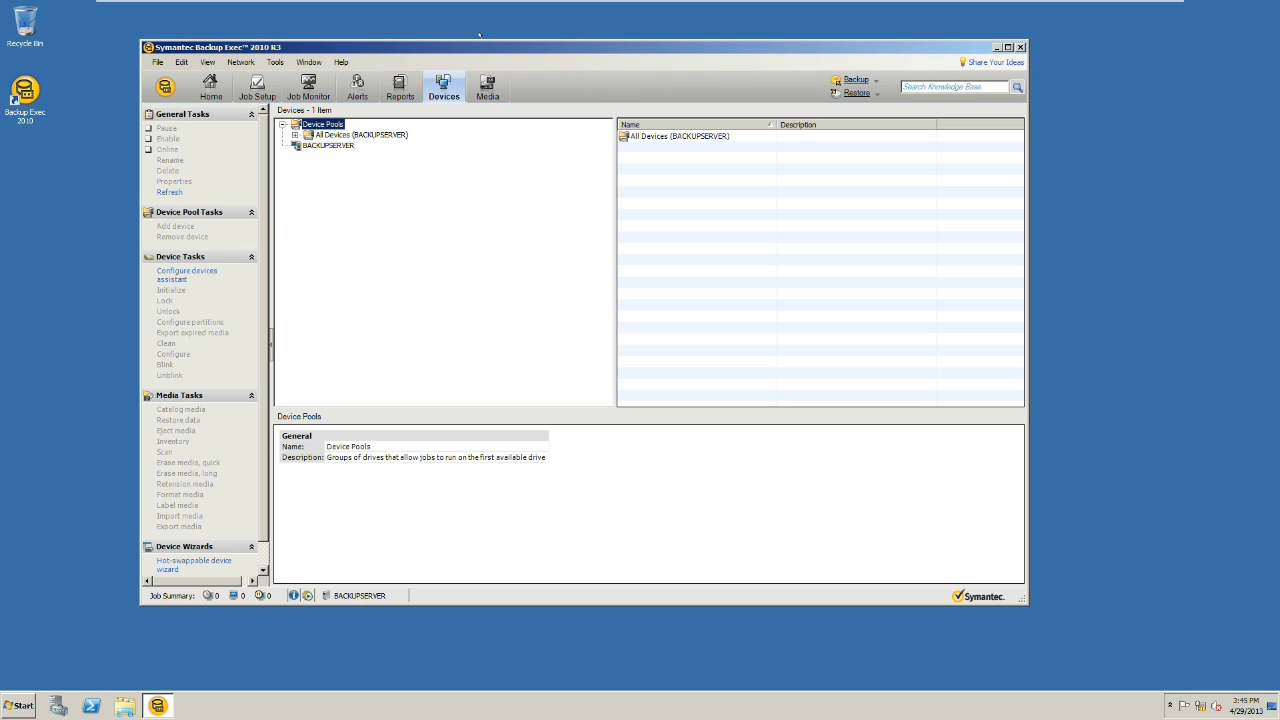 Recycle Bin
Backup Exec
2010
Symantec Backup Exec™ 2010 R3
File Edit View Network Tools Window Help
Share Your Ideas
Home Job Setup Job Monitor Alerts Reports Devices Media
Backup
Restore
Search Knowledge Base
General Tasks
Pause
Enable
Online
Rename
Delete
Properties
Refresh
Device Pool Tasks
Add device
Remove device
Device Tasks
Configure devices
assistant
Initialize
Lock
Unlock
Configure partitions
Export expired media
Clean
Configure
Blink
Unblink
Media Tasks
Catalog media
Restore data
Eject media
Inventory
Scan
Erase media, quick
Erase media, long
Retension media
Format media
Label media
Import media
Export media
Device Wizards
Hot-swappable device
wizard
Devices - 1 Item
Device Pools
All Devices (BACKUPSERVER)
BACKUPSERVER
Name Description
All Devices (BACKUPSERVER)
Device Pools
General
Name: Device Pools
Description: Groups of drives that allow jobs to run on the first available drive
Job Summary: 0 0 0 BACKUPSERVER
Symantec.
Start
3:45 PM
4/29/2013